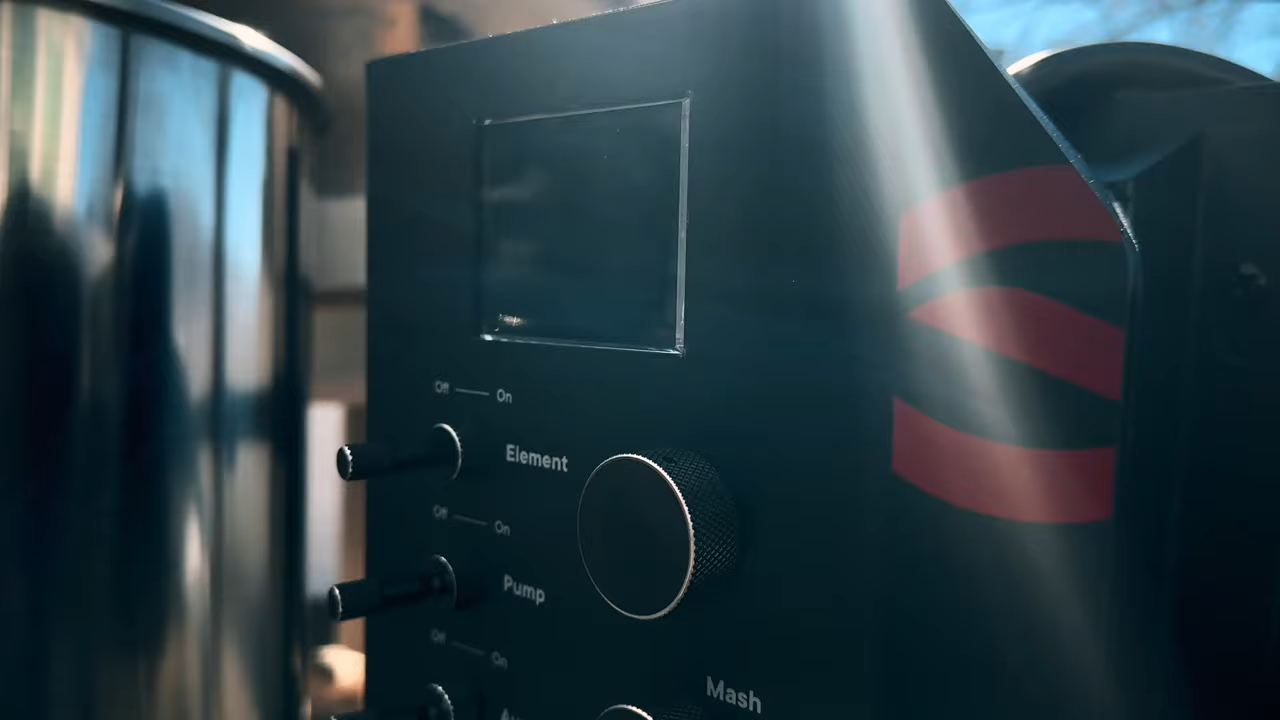 Off On
Element
Off On
Pump
Off On
Mash